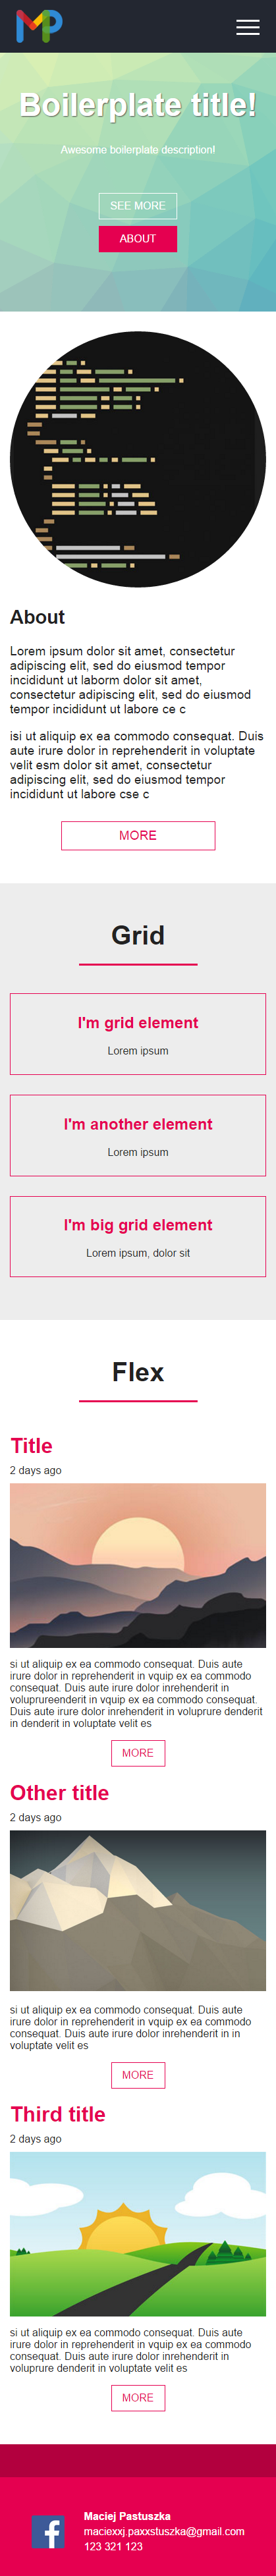 MP
Boilerplate title!
Awesome boilerplate description!
SEE MORE
ABOUT
About
Lorem ipsum dolor sit amet, consectetur
adipiscing elit, sed do eiusmod tempor
incididunt ut laborm dolor sit amet,
consectetur adipiscing elit, sed do eiusmod
tempor incididunt ut labore ce c
isi ut aliquip ex ea commodo consequat. Duis
aute irure dolor in reprehenderit in voluptate
velit esm dolor sit amet, consectetur
adipiscing elit, sed do eiusmod tempor
incididunt ut labore cse c
MORE
Grid
I'm grid element
Lorem ipsum
I'm another element
Lorem ipsum
I'm big grid element
Lorem ipsum, dolor sit
Flex
Title
2 days ago
si ut aliquip ex ea commodo consequat. Duis aute
irure dolor in reprehenderit in vquip ex ea commodo
consequat. Duis aute irure dolor inrehenderit in
voluprureenderit in vquip ex ea commodo consequat.
Duis aute irure dolor inrehenderit in voluprure denderit
in denderit in voluptate velit es
MORE
Other title
2 days ago
si ut aliquip ex ea commodo consequat. Duis aute
irure dolor in reprehenderit in vquip ex ea commodo
consequat. Duis aute irure dolor inrehenderit in in
voluptate velit es
MORE
Third title
2 days ago
si ut aliquip ex ea commodo consequat. Duis aute
irure dolor in reprehenderit in vquip ex ea commodo
consequat. Duis aute irure dolor inrehenderit in
voluprure denderit in voluptate velit es
MORE
Maciej Pastuszka
maciexxj.paxxstuszka@gmail.com
123 321 123